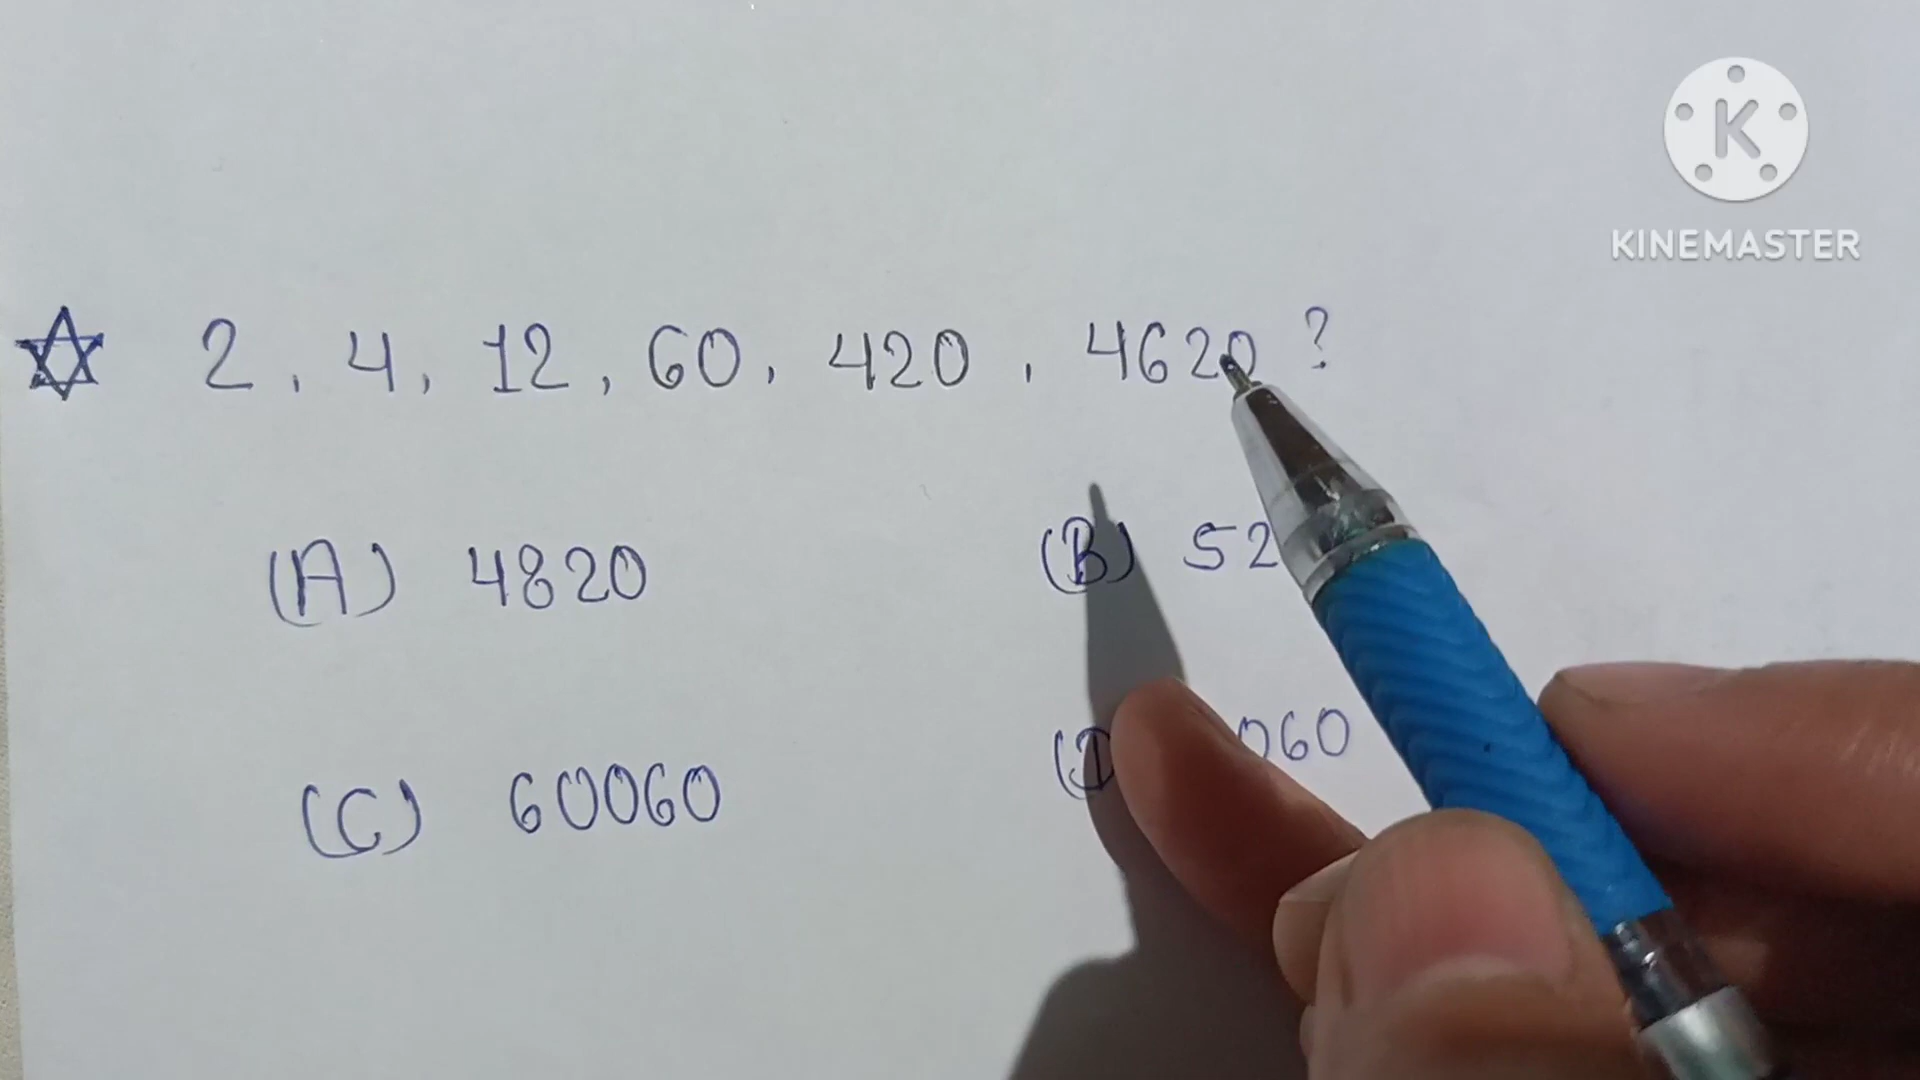 K
KINEMASTER
2, 4, 12, 60, 420, 4620 ?
(A) 4820
(B) 52
(C) 60060
060